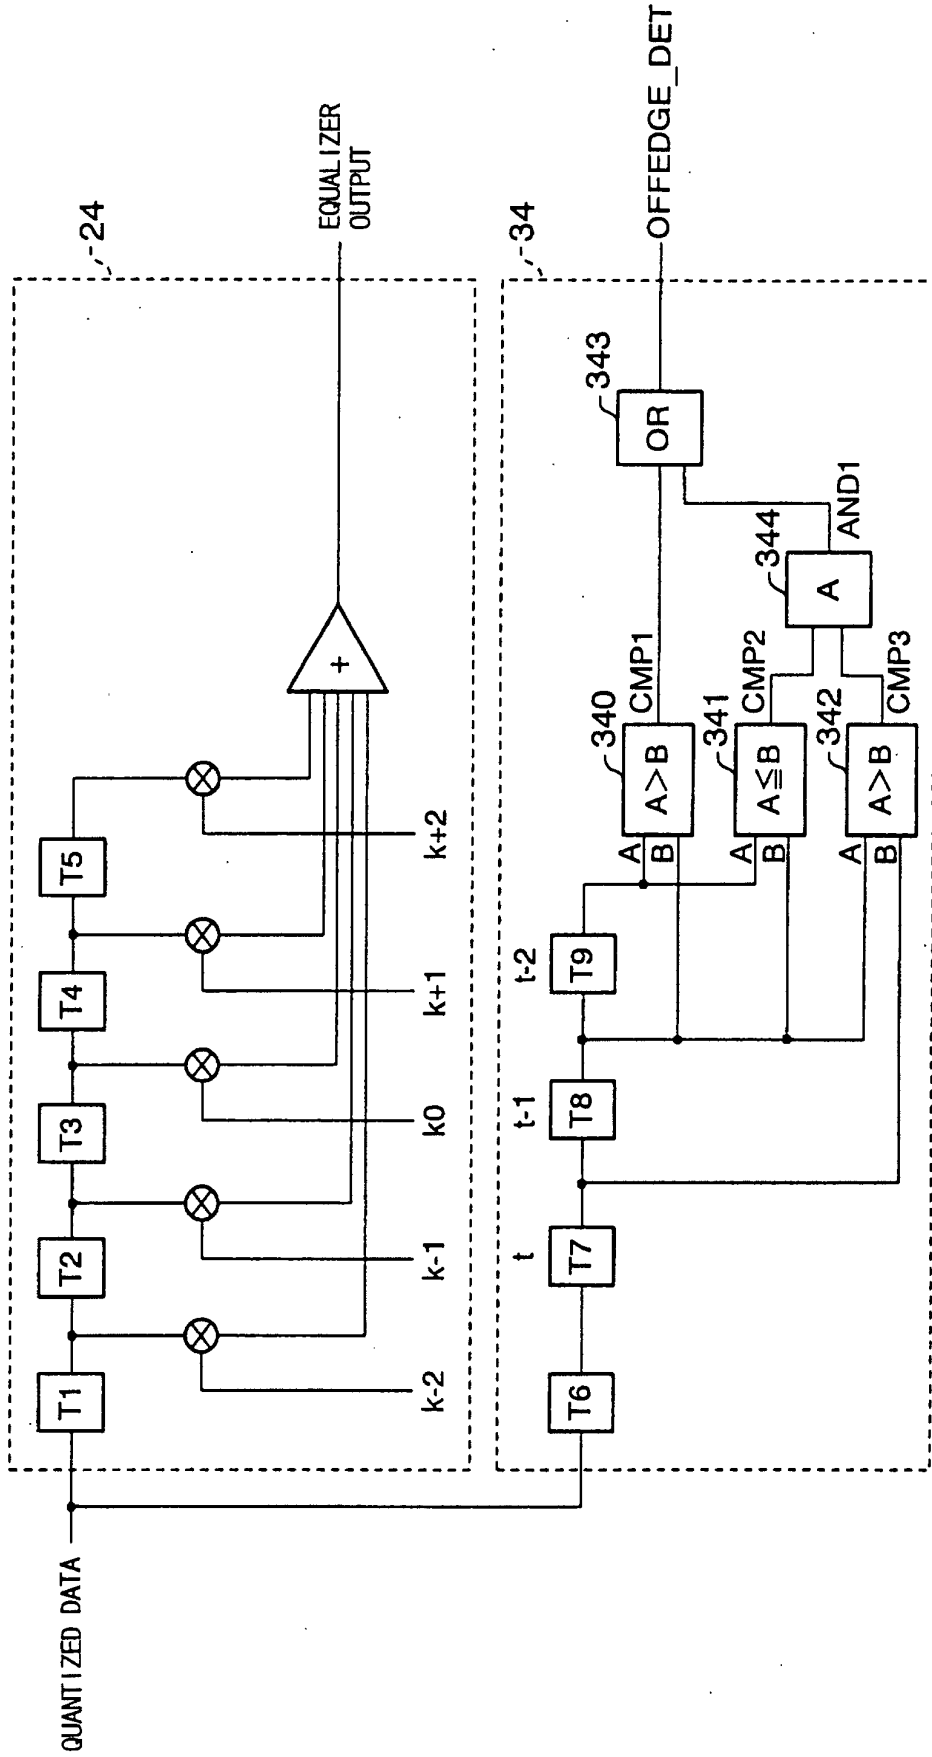 QUANTIZED DATA
24
T1
T2
T3
T4
T5
k-2
k-1
k0
k+1
k+2
+
EQUALIZER
OUTPUT
34
t
t-1
t-2
T6
T7
T8
T9
A
B
340
A>B
CMP1
A
B
341
A≦B
CMP2
A
B
342
A>B
CMP3
344
A
AND1
343
OR
OFFEDGE_DET